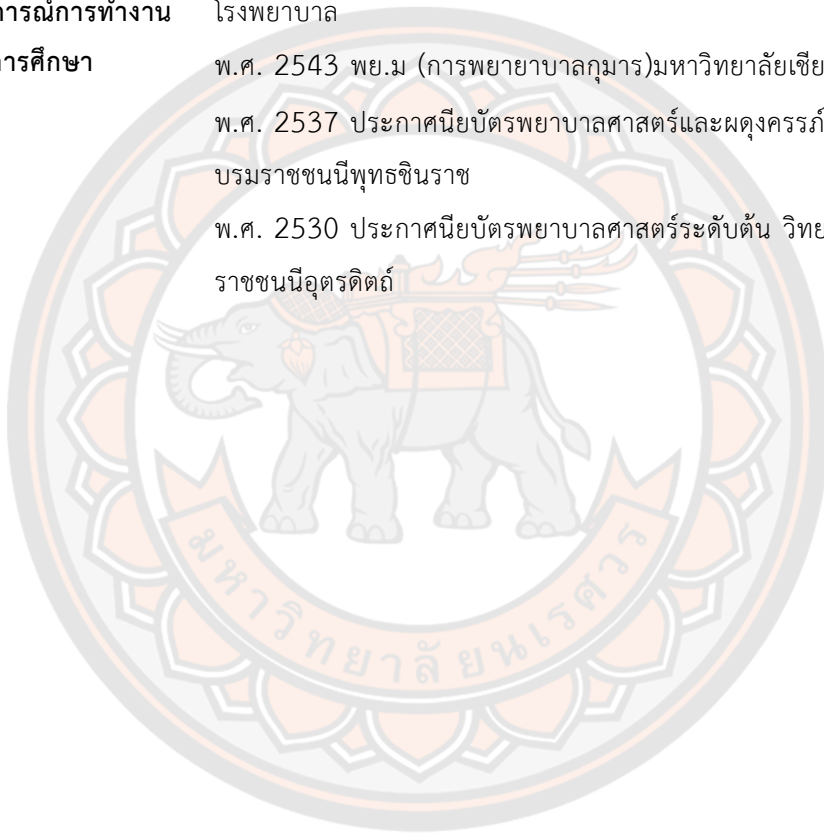 การณ์การทำงาน โรงพยาบาล
การศึกษา พ.ศ. 2543 พย.ม (การพยายาบาลกุมาร)มหาวิทยาลัยเชีย
พ.ศ. 2537 ประกาศนียบัตรพยาบาลศาสตร์และผดุงครรภ์
บรมราชชนนีพุทธชินราช
พ.ศ. 2530 ประกาศนียบัตรพยาบาลศาสตร์ระดับต้น วิทย
ราชชนนีอุตรดิตถ์
มหาวิทยาลัยนเรศวร